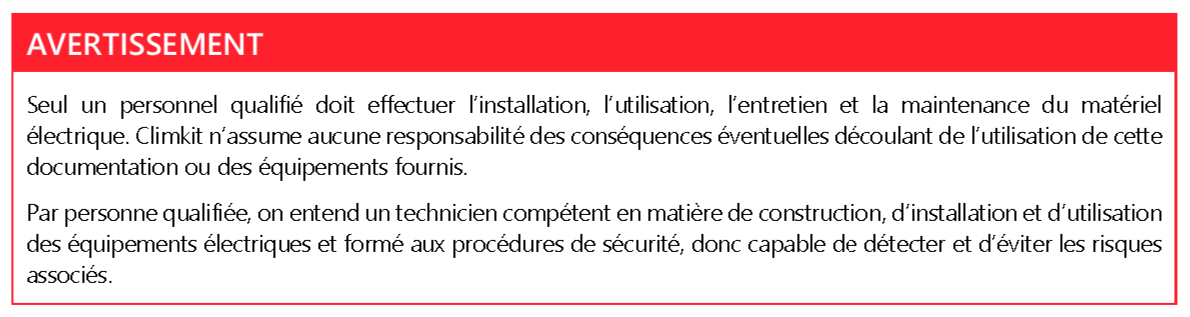 AVERTISSEMENT
Seul un personnel qualifié doit effectuer l’installation, l’utilisation, l’entretien et la maintenance du matériel
électrique. Climkit n’assume aucune responsabilité des conséquences éventuelles découlant de l’utilisation de cette
documentation ou des équipements fournis.
Par personne qualifiée, on entend un technicien compétent en matière de construction, d’installation et d’utilisation
des équipements électriques et formé aux procédures de sécurité, donc capable de détecter et d’éviter les risques
associés.